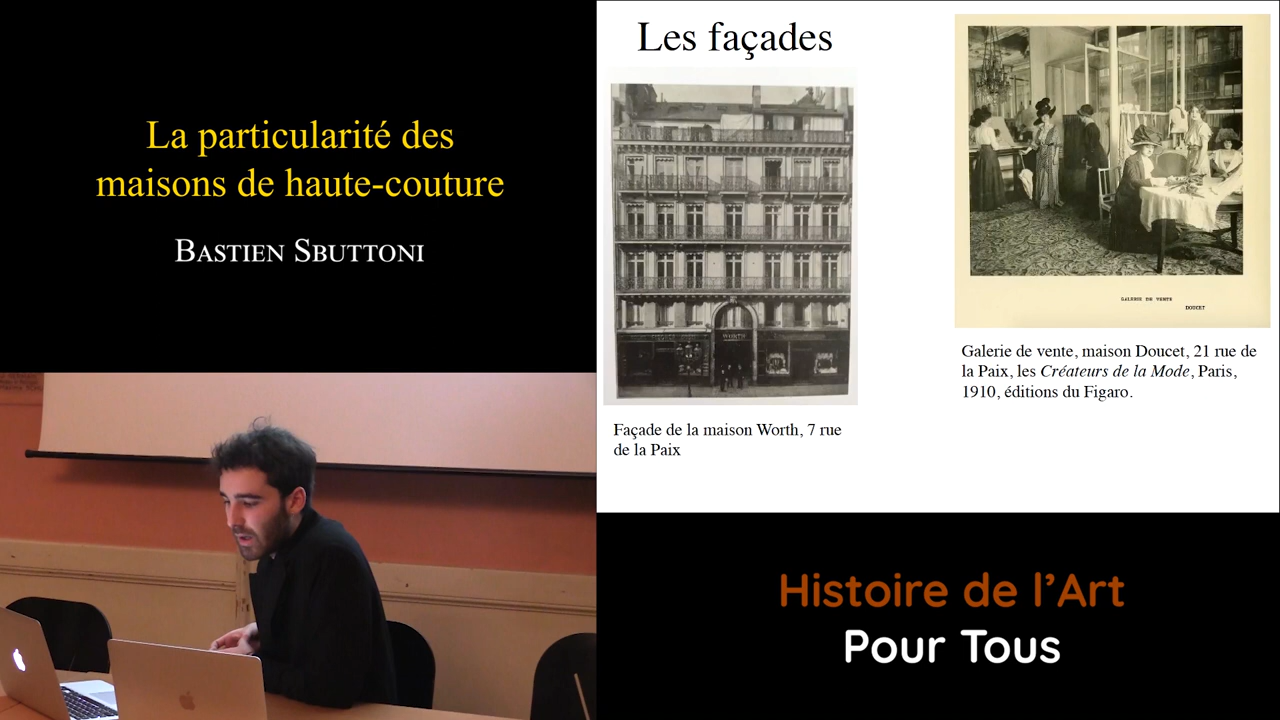 La particularité des
maisons de haute-couture
Bastien Sbuttoni
Les façades
WORTH
Façade de la maison Worth, 7 rue
de la Paix
GALERIE DE VENTE
DOUCET
Galerie de vente, maison Doucet, 21 rue de
la Paix, les Créateurs de la Mode, Paris,
1910, éditions du Figaro.
Histoire de l'Art
Pour Tous